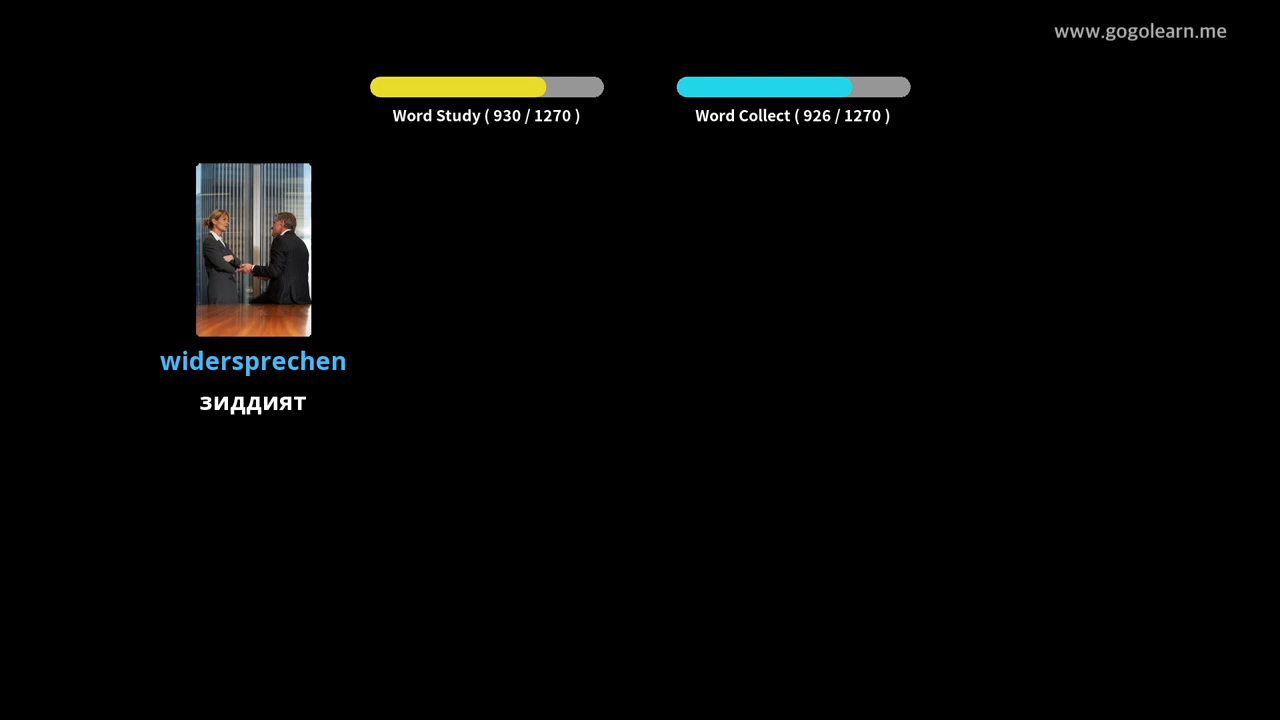 www.gogolearn.me
Word Study ( 930 / 1270 )
Word Collect ( 926 / 1270 )
widersprechen
зиддият